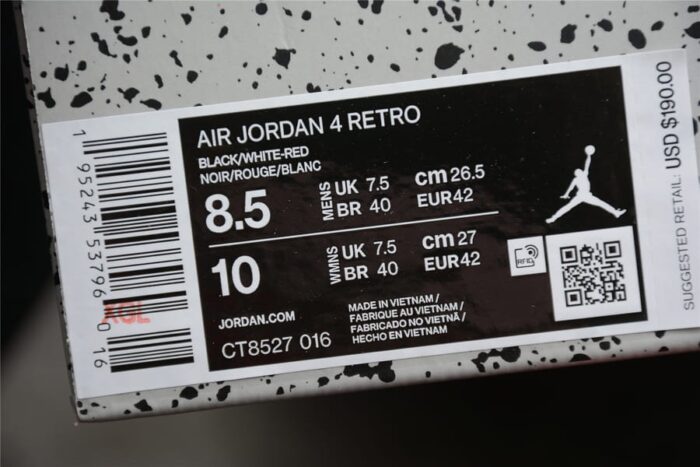 AIR JORDAN 4 RETRO
BLACK/WHITE-RED
NOIR/ROUGE/BLANC
8.5
MENS
UK 7.5 cm 26.5
BR 40 EUR42
10
WMNS
UK 7.5 cm 27
BR 40 EUR42
RFID
JORDAN.COM
MADE IN VIETNAM/
FABRIQUE AU VIETNAM/
FABRICADO NO VIETNÃ/
HECHO EN VIETNAM
CT8527 016
1 95243 53796 0 16
XQL
SUGGESTED RETAIL: USD $190.00